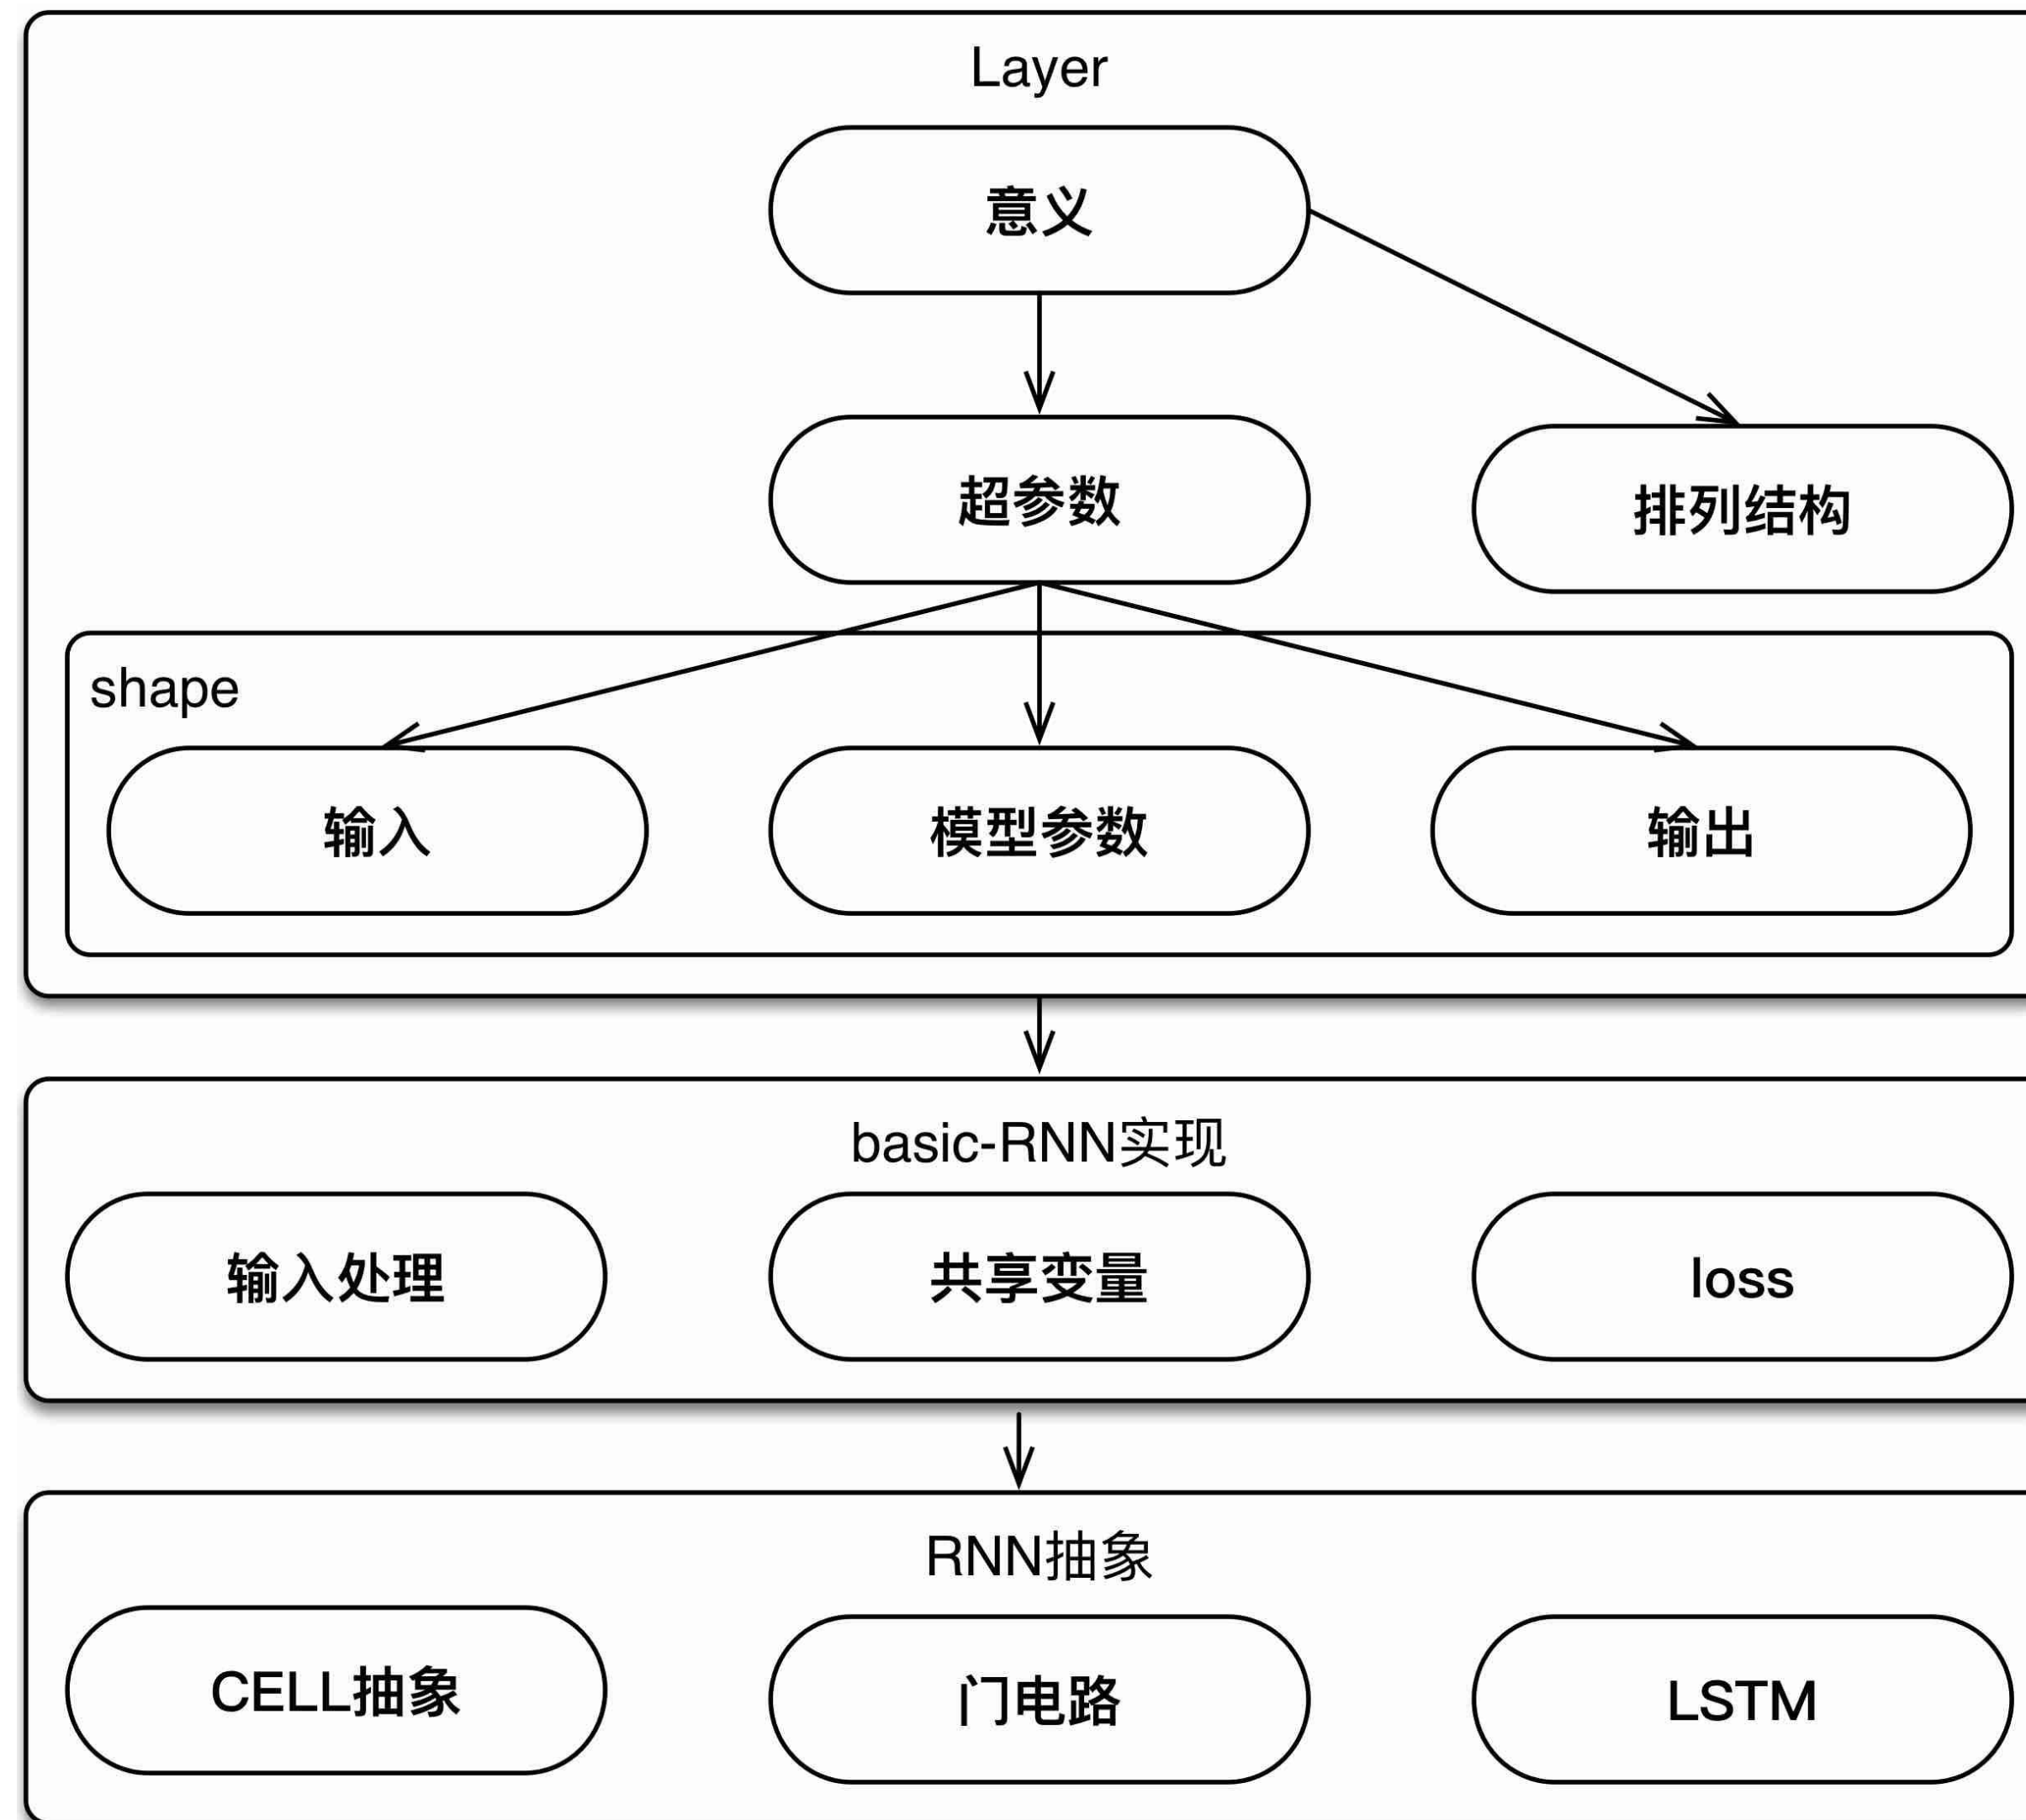 Layer
意义
超参数
排列结构
shape
输入
模型参数
输出
basic-RNN实现
输入处理
共享变量
loss
RNN抽象
CELL抽象
门电路
LSTM